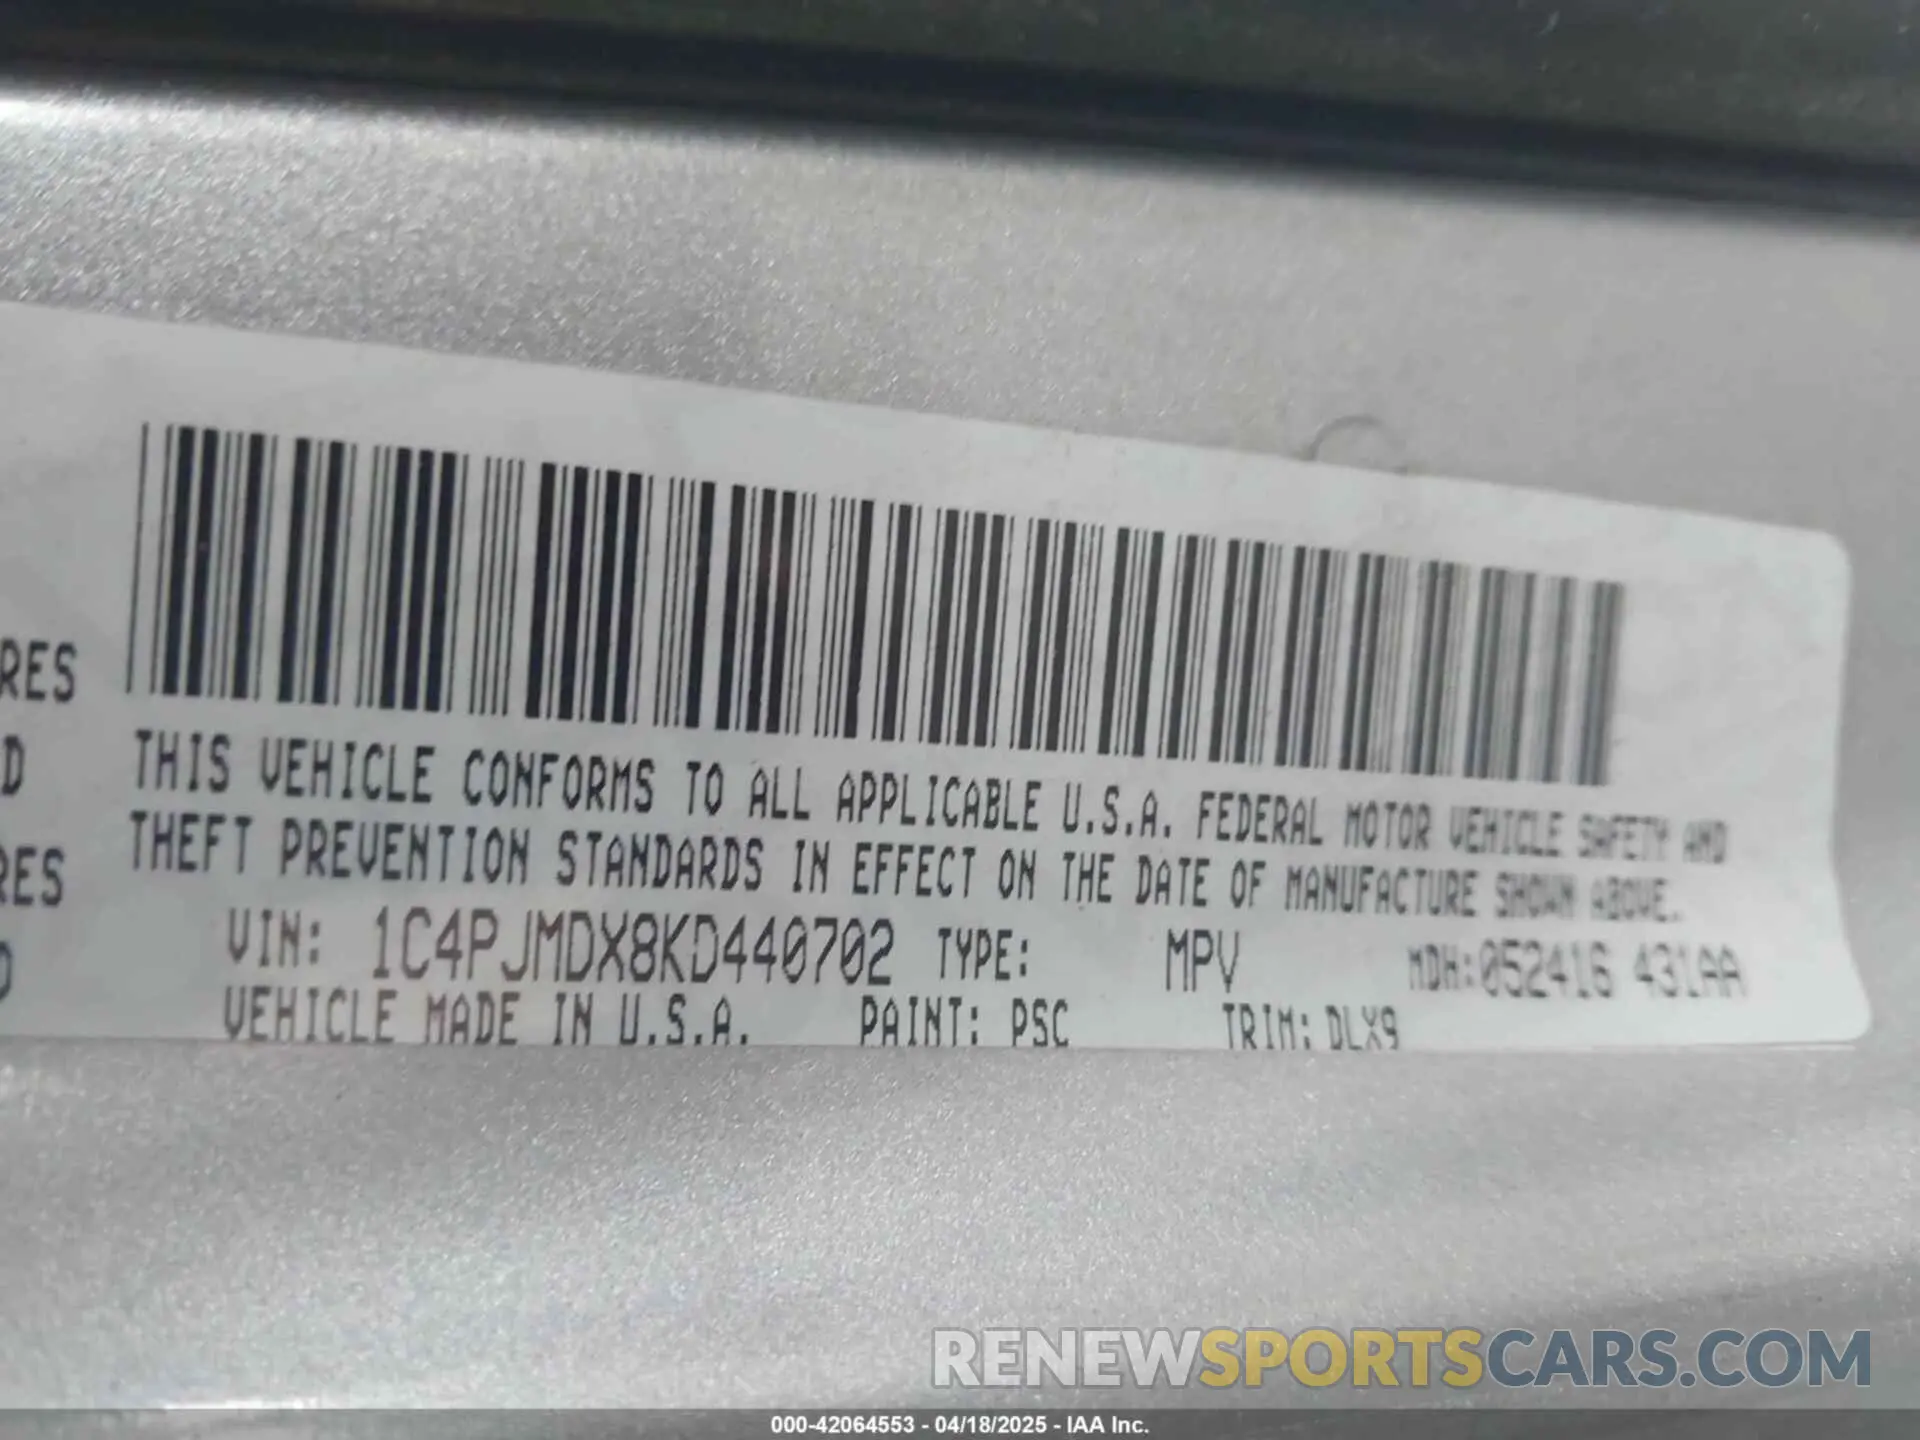 RES
D
RES
D
THIS VEHICLE CONFORMS TO ALL APPLICABLE U.S.A. FEDERAL MOTOR VEHICLE SAFETY AND
THEFT PREVENTION STANDARDS IN EFFECT ON THE DATE OF MANUFACTURE SHOWN ABOVE.
VIN: 1C4PJMDX8KD440702 TYPE: MPV MDH:052416 431AA
VEHICLE MADE IN U.S.A. PAINT: PSC TRIM: DLX9
RENEWSPORTSCARS.COM
000-42064553 - 04/18/2025 - IAA Inc.